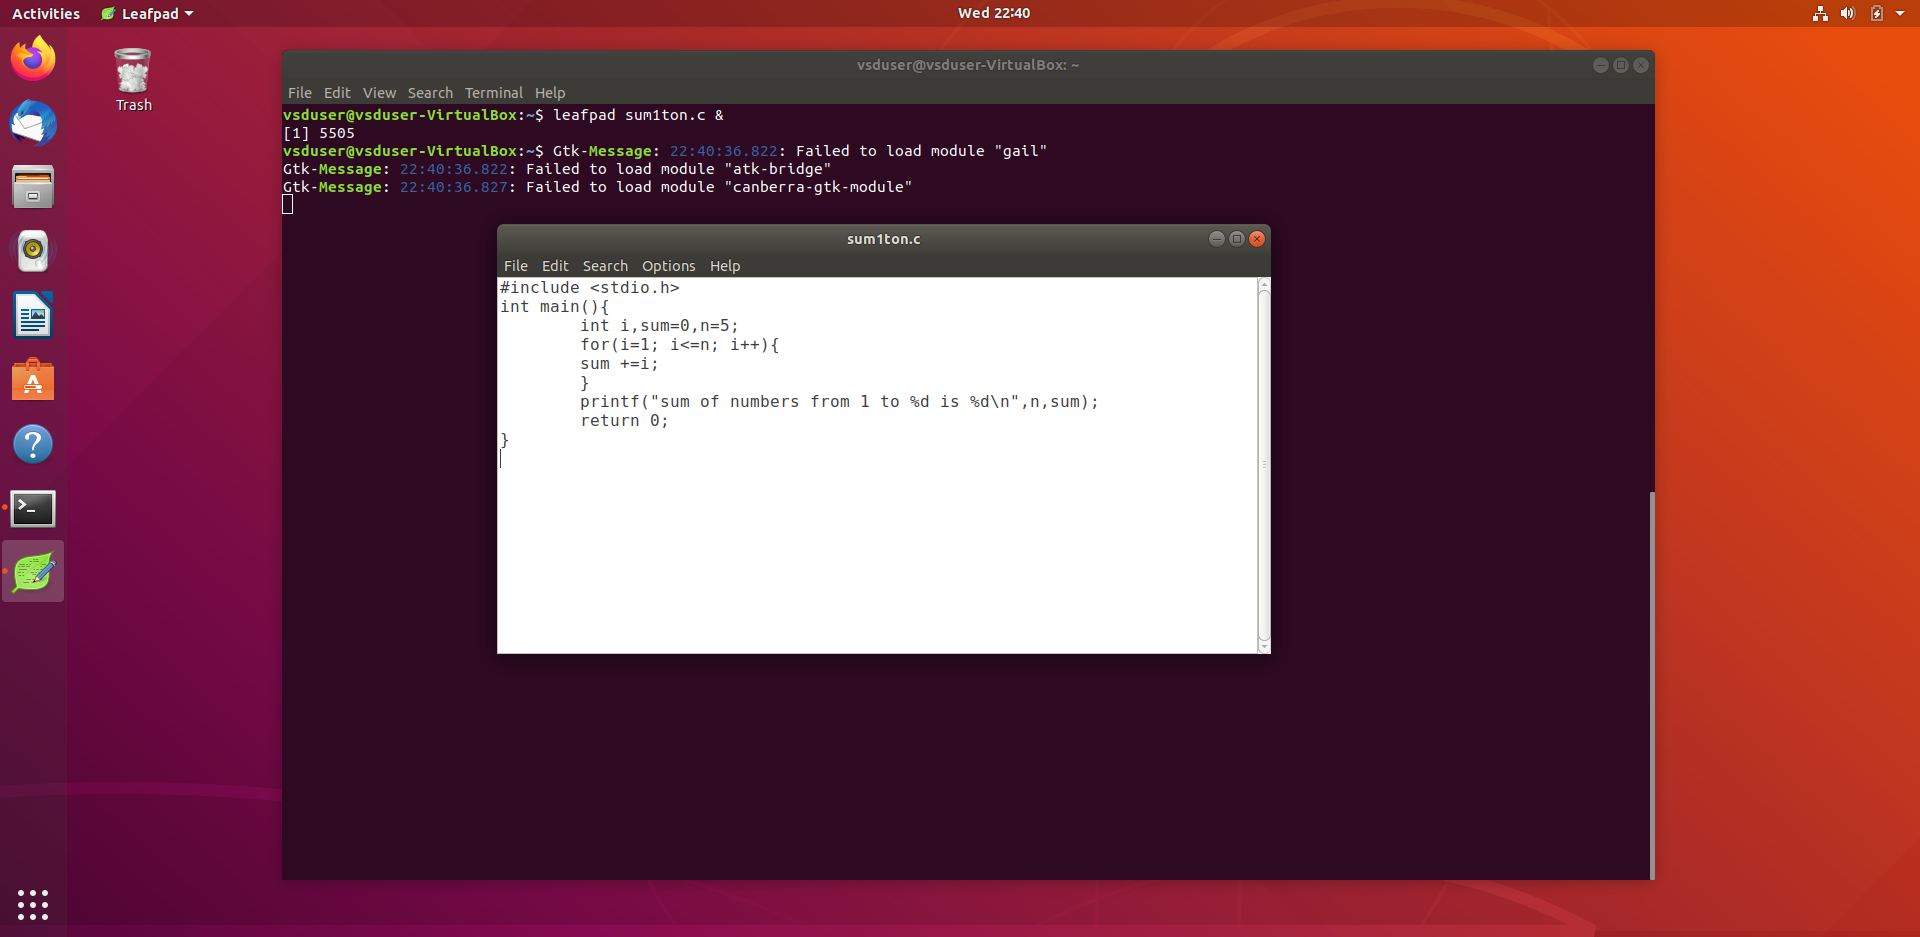 Activities Leafpad Wed 22:40
Trash
vsduser@vsduser-VirtualBox: ~
File Edit View Search Terminal Help
vsduser@vsduser-VirtualBox:~$ leafpad sum1ton.c &
[1] 5505
vsduser@vsduser-VirtualBox:~$ Gtk-Message: 22:40:36.822: Failed to load module "gail"
Gtk-Message: 22:40:36.822: Failed to load module "atk-bridge"
Gtk-Message: 22:40:36.827: Failed to load module "canberra-gtk-module"
sum1ton.c
File Edit Search Options Help
#include <stdio.h>
int main(){
        int i,sum=0,n=5;
        for(i=1; i<=n; i++){
        sum +=i;
        }
        printf("sum of numbers from 1 to %d is %d\n",n,sum);
        return 0;
}